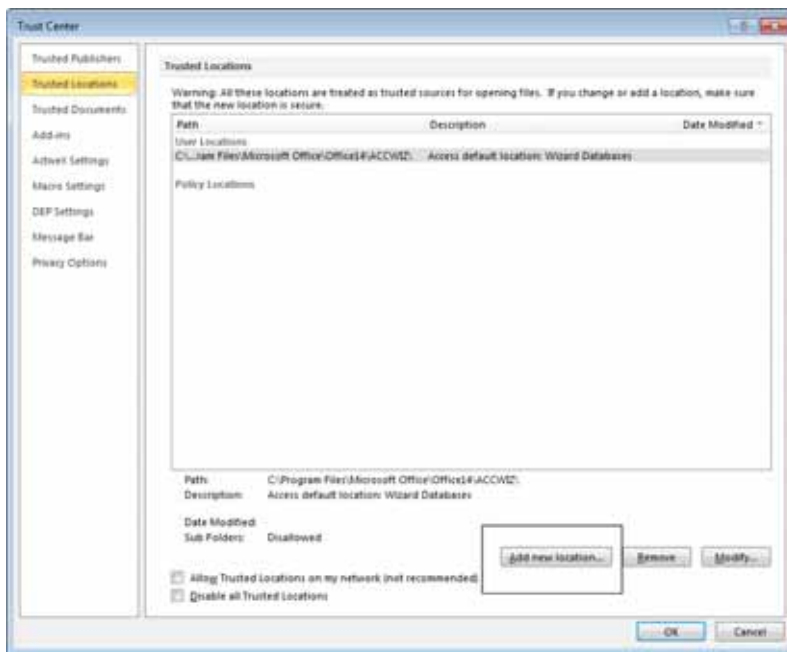 Trust Center
Trusted Publishers
Trusted Locations
Trusted Documents
Add-ins
ActiveX Settings
Macro Settings
DEP Settings
Message Bar
Privacy Options
Trusted Locations
Warning: All these locations are treated as trusted sources for opening files. If you change or add a location, make sure
that the new location is secure.
Path Description Date Modified
User Locations
C:\...ram Files\Microsoft Office\Office14\ACCWIZ\ Access default location: Wizard Databases
Policy Locations
Path: C:\Program Files\Microsoft Office\Office14\ACCWIZ\
Description: Access default location: Wizard Databases
Date Modified:
Sub Folders: Disallowed
Add new location... Remove Modify...
Allow Trusted Locations on my network (not recommended)
Disable all Trusted Locations
OK Cancel